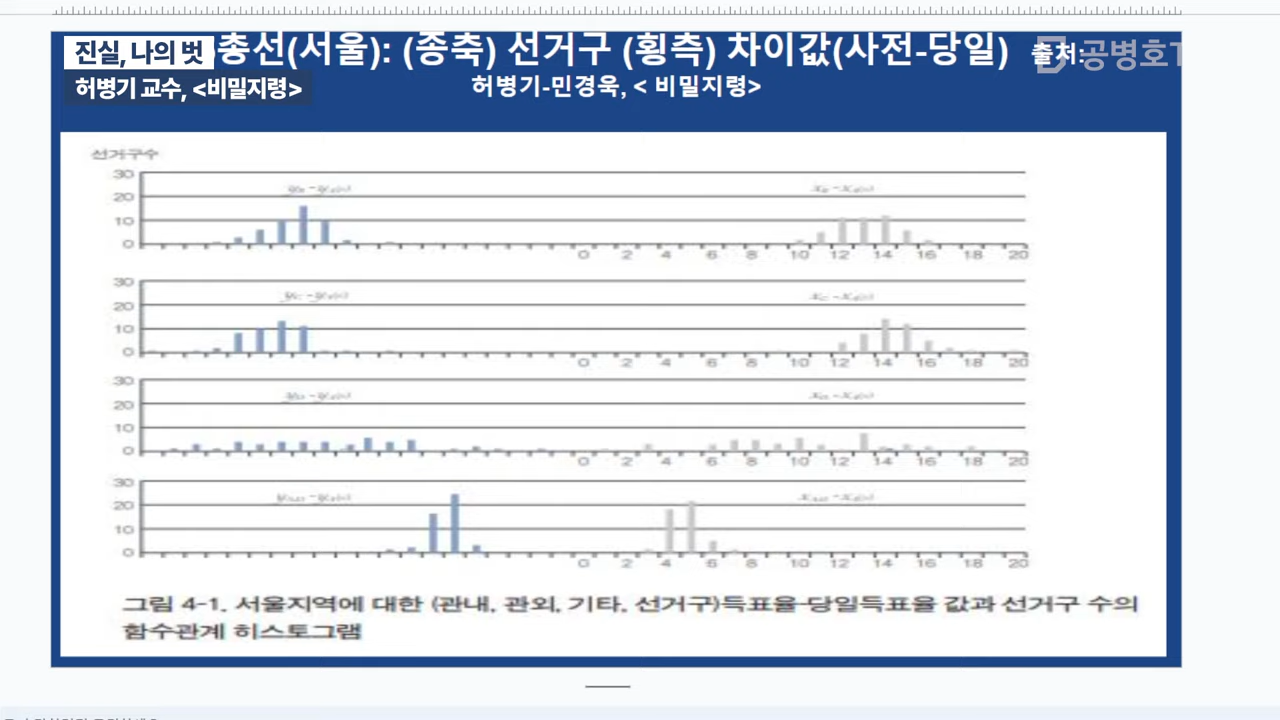 진실, 나의 벗 총선(서울): (종축) 선거구 (횡측) 차이값(사전-당일) 출처:
공병호T
허병기 교수, <비밀지령> 허병기-민경욱, < 비밀지령>
선거구수
30
20
10
0
0 2 4 6 8 10 12 14 16 18 20
30
20
10
0
0 2 4 6 8 10 12 14 16 18 20
30
20
10
0
0 2 4 6 8 10 12 14 16 18 20
30
20
10
0
0 2 4 6 8 10 12 14 16 18 20
그림 4-1. 서울지역에 대한 (관내, 관외, 기타, 선거구)득표율-당일득표율 값과 선거구 수의
함수관계 히스토그램